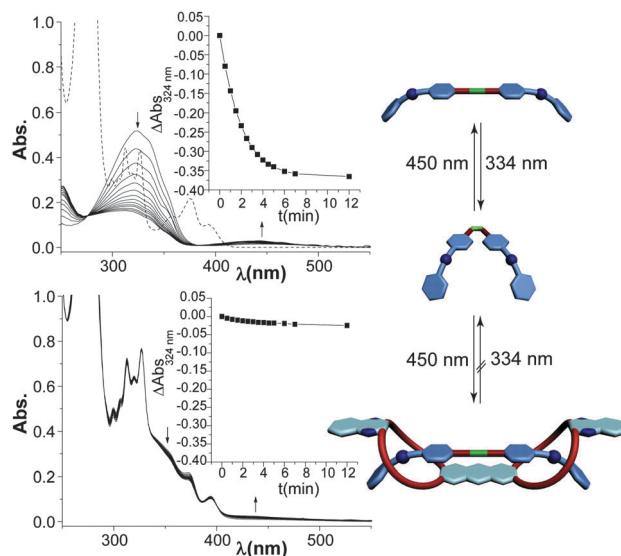 1.0
0.8
0.6
0.4
0.2
0.0
Abs.
300
400
500
λ(nm)
0.05
0.00
-0.05
-0.10
-0.15
-0.20
-0.25
-0.30
-0.35
-0.40
ΔAbs324 nm
0 2 4 6 8 10 12
t(min)
450 nm
334 nm
1.0
0.8
0.6
0.4
0.2
0.0
Abs.
300
400
500
λ(nm)
0.05
0.00
-0.05
-0.10
-0.15
-0.20
-0.25
-0.30
-0.35
-0.40
ΔAbs324 nm
0 2 4 6 8 10 12
t(min)
450 nm
334 nm